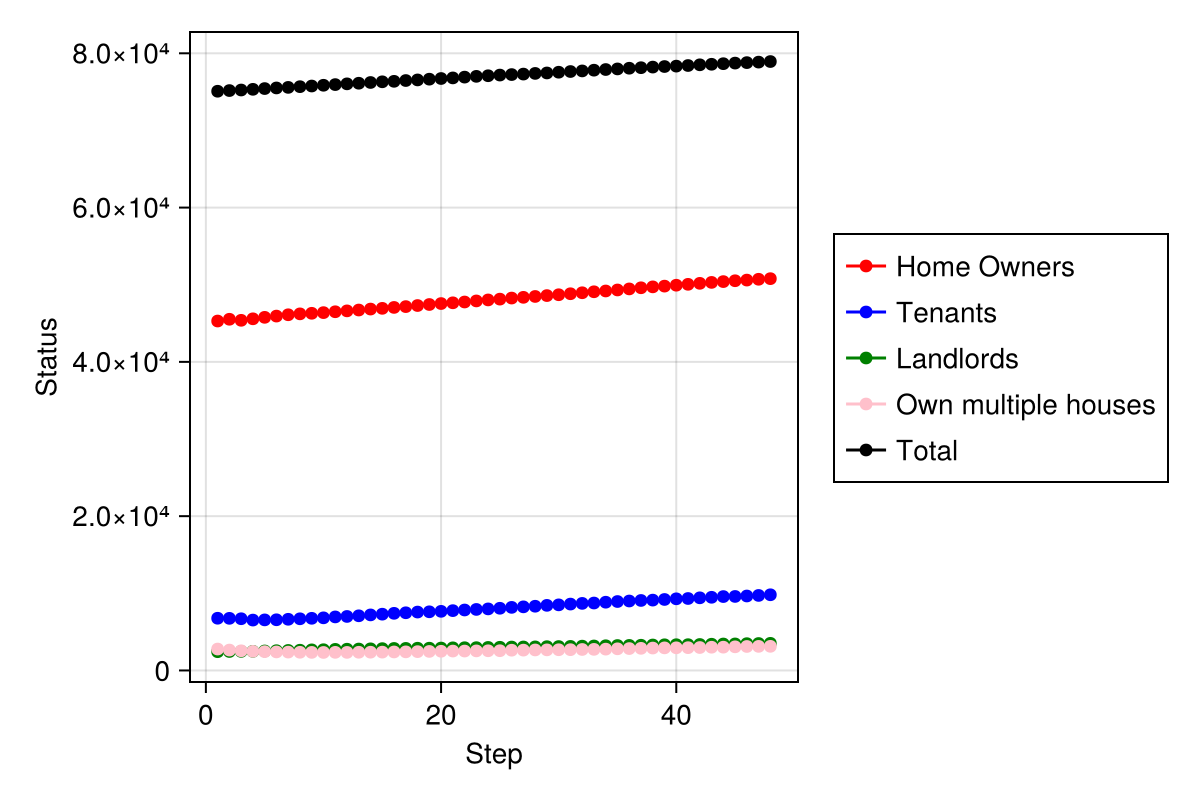 8.0×10⁴
6.0×10⁴
4.0×10⁴
2.0×10⁴
0
Status
0 20 40
Step
Home Owners
Tenants
Landlords
Own multiple houses
Total